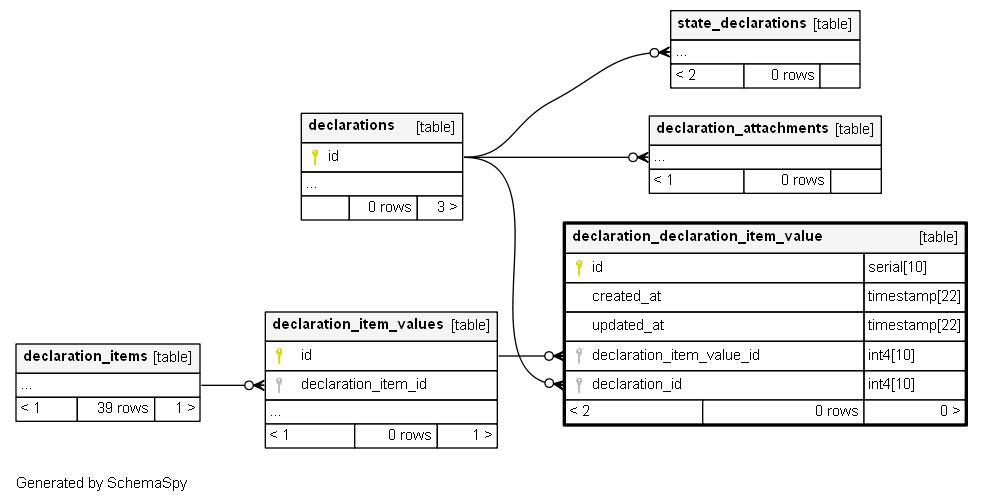 state_declarations [table]
...
< 2 0 rows
declarations [table]
id
...
0 rows 3 >
declaration_attachments [table]
...
< 1 0 rows
declaration_declaration_item_value [table]
id serial[10]
created_at timestamp[22]
updated_at timestamp[22]
declaration_item_value_id int4[10]
declaration_id int4[10]
< 2 0 rows 0 >
declaration_item_values [table]
id
declaration_item_id
...
< 1 0 rows 1 >
declaration_items [table]
...
< 1 39 rows 1 >
Generated by SchemaSpy